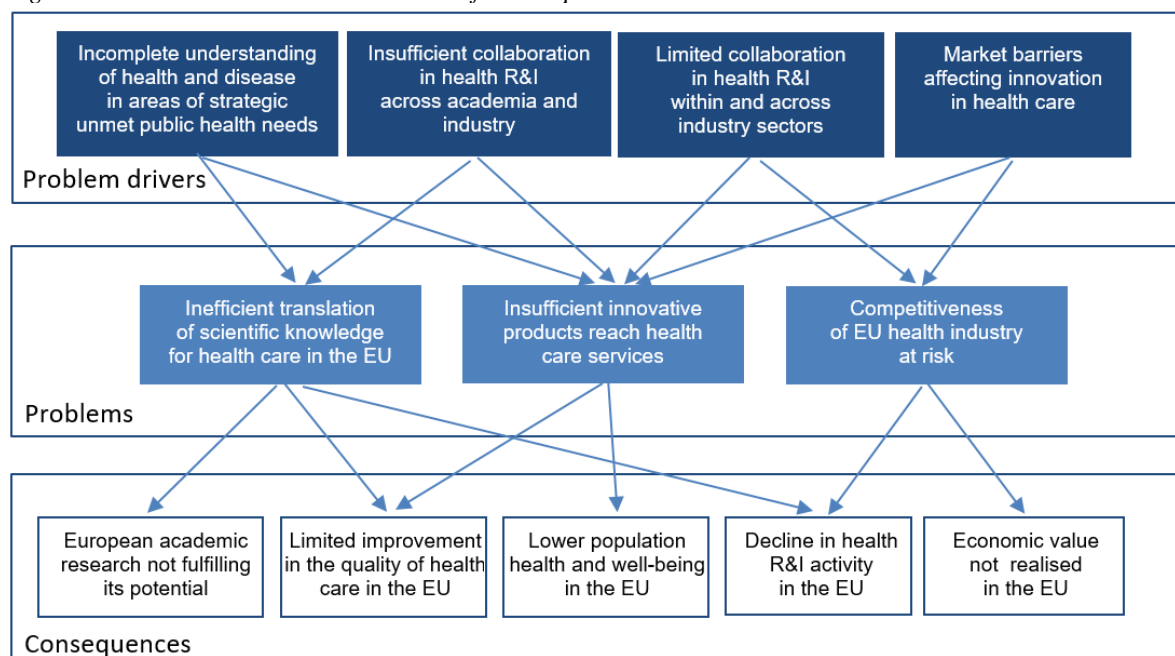 Incomplete understanding
of health and disease
in areas of strategic
unmet public health needs
Insufficient collaboration
in health R&I
across academia and
industry
Limited collaboration
in health R&I
within and across
industry sectors
Market barriers
affecting innovation
in health care
Problem drivers
Inefficient translation
of scientific knowledge
for health care in the EU
Insufficient innovative
products reach health
care services
Competitiveness
of EU health industry
at risk
Problems
European academic
research not fulfilling
its potential
Limited improvement
in the quality of health
care in the EU
Lower population
health and well-being
in the EU
Decline in health
R&I activity
in the EU
Economic value
not realised
in the EU
Consequences